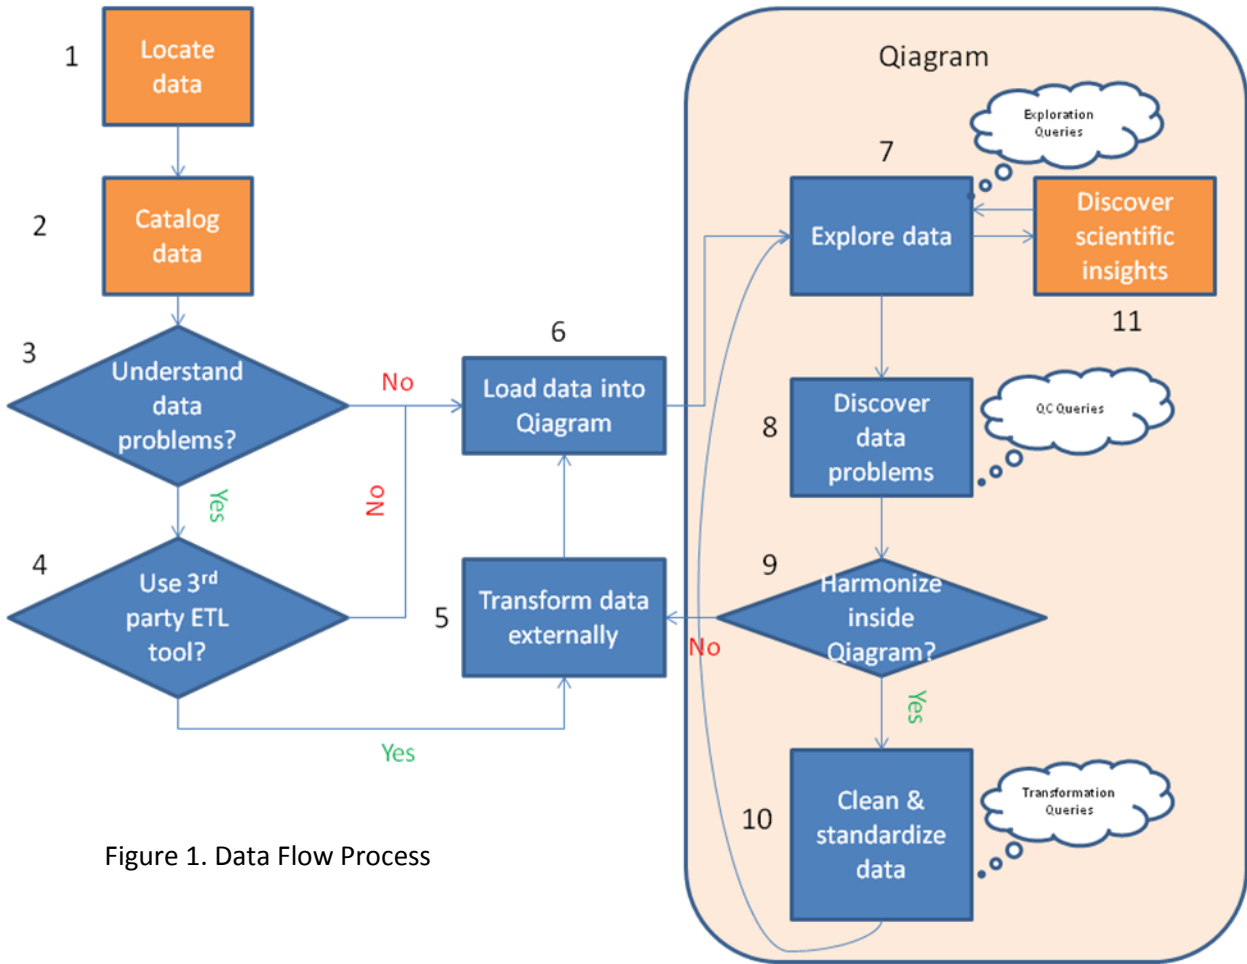 1
Locate
data
2
Catalog
data
3
Understand
data
problems?
No
Yes
No
4
Use 3rd
party ETL
tool?
Yes
5
Transform data
externally
6
Load data into
Qiagram
Qiagram
Exploration
Queries
7
Explore data
Discover
scientific
insights
11
8
Discover
data
problems
QC Queries
9
Harmonize
inside
Qiagram?
No
Yes
10
Clean &
standardize
data
Transformation
Queries
Figure 1. Data Flow Process